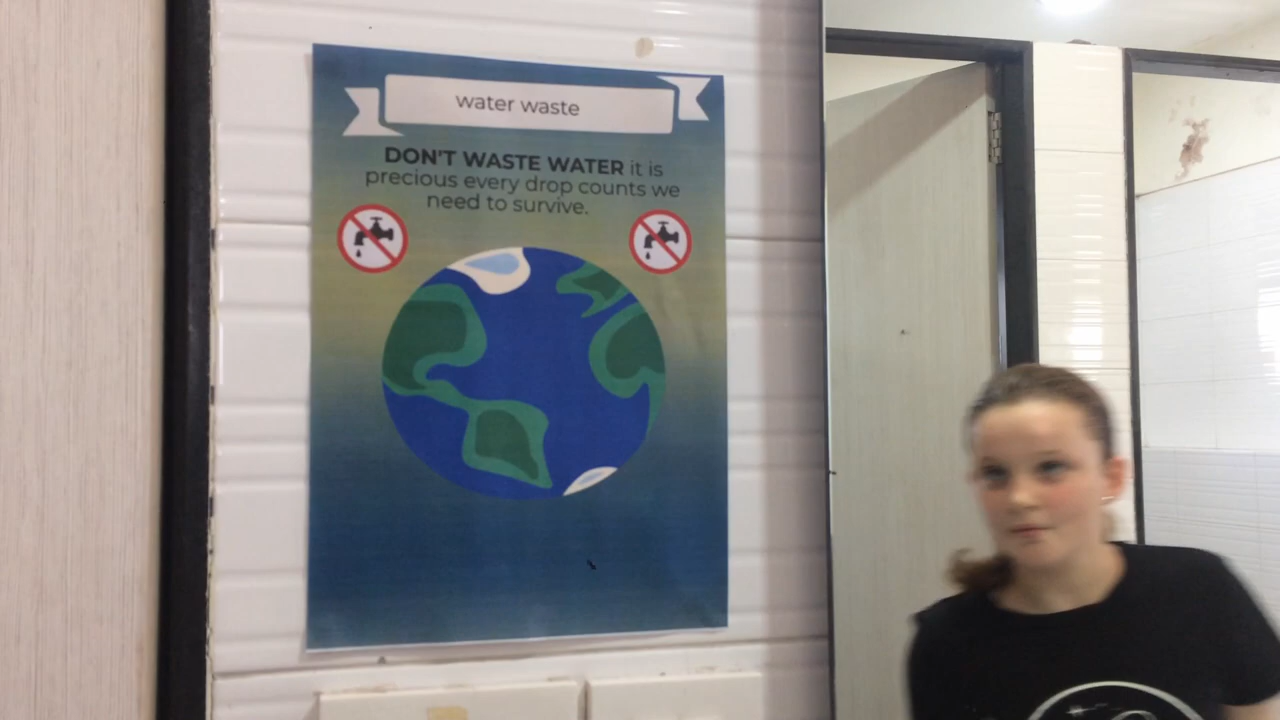 water waste
DON'T WASTE WATER it is
precious every drop counts we
need to survive.